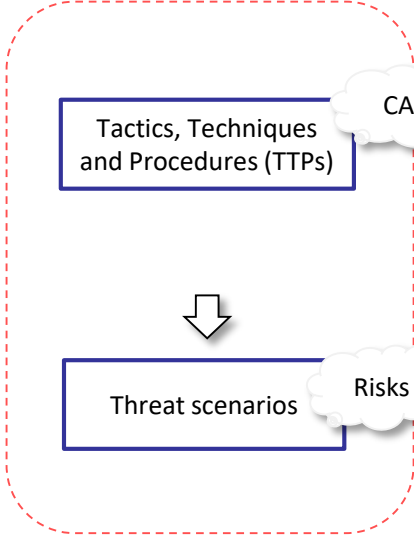 Tactics, Techniques
and Procedures (TTPs)
CA
Threat scenarios
Risks